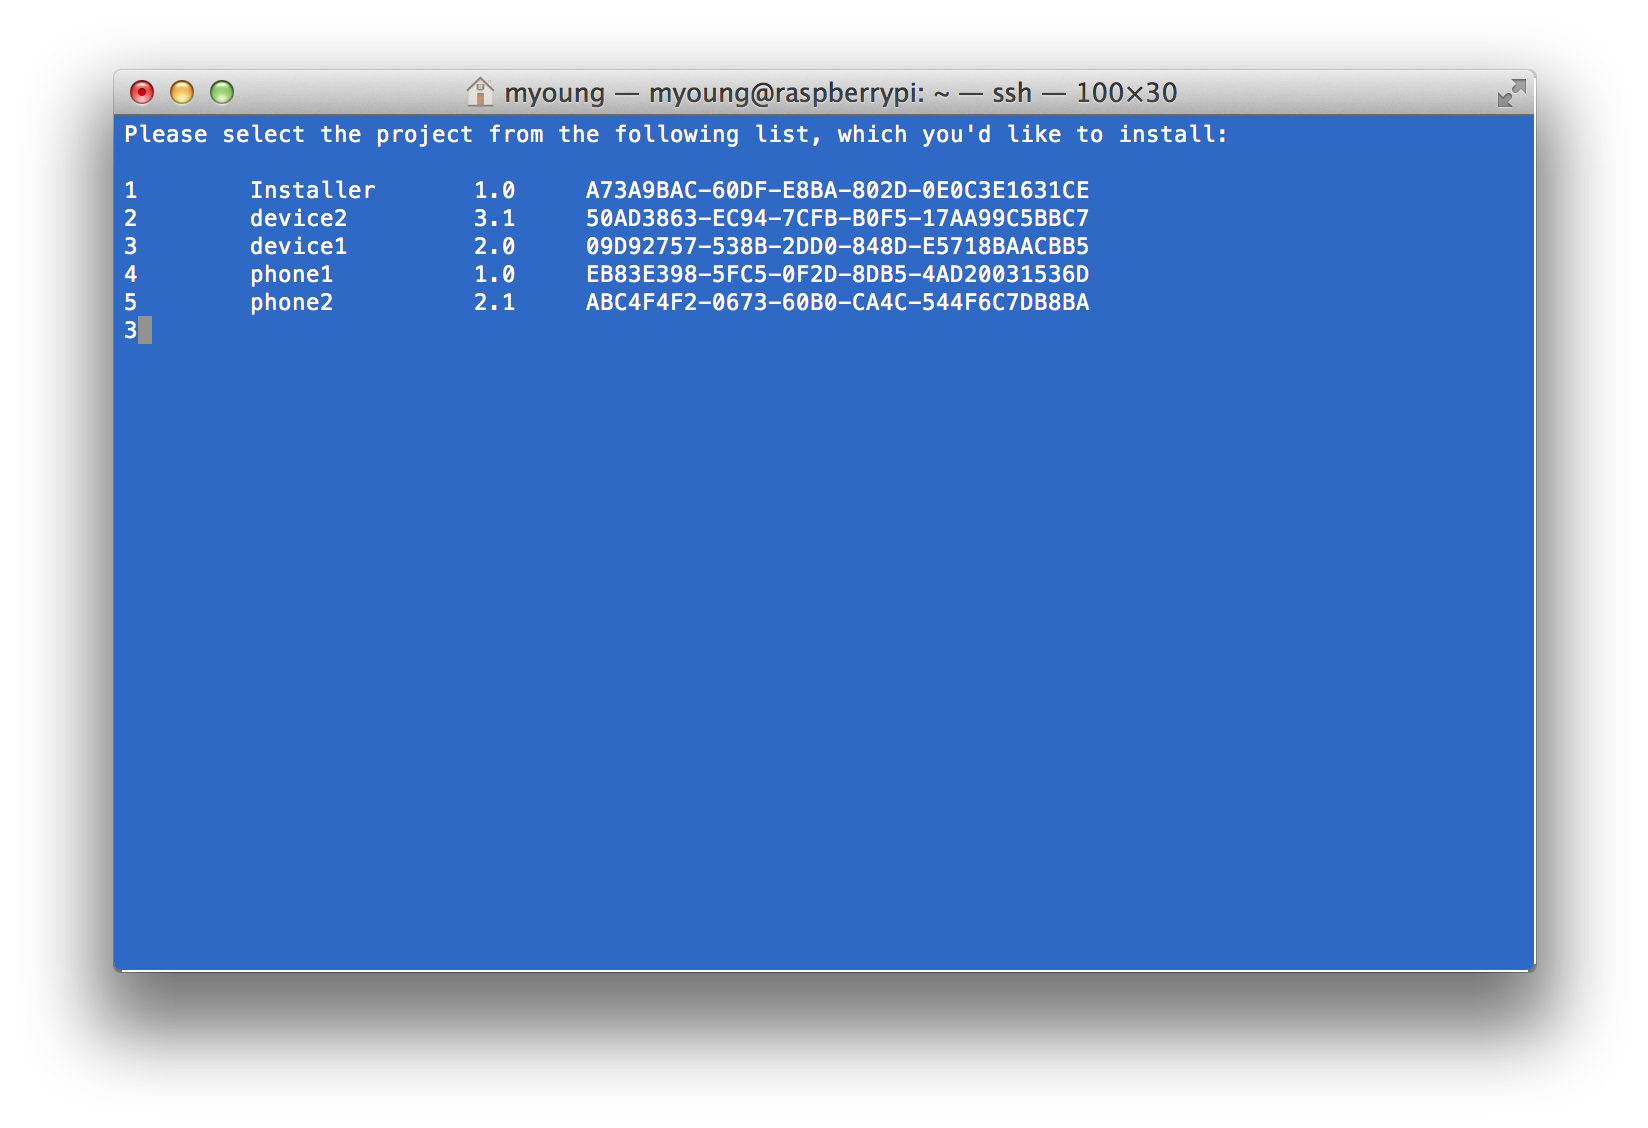 myoung — myoung@raspberrypi: ~ — ssh — 100×30
Please select the project from the following list, which you'd like to install:
1 Installer 1.0 A73A9BAC-60DF-E8BA-802D-0E0C3E1631CE
2 device2 3.1 50AD3863-EC94-7CFB-B0F5-17AA99C5BBC7
3 device1 2.0 09D92757-538B-2DD0-848D-E5718BAACBB5
4 phone1 1.0 EB83E398-5FC5-0F2D-8DB5-4AD20031536D
5 phone2 2.1 ABC4F4F2-0673-60B0-CA4C-544F6C7DB8BA
3